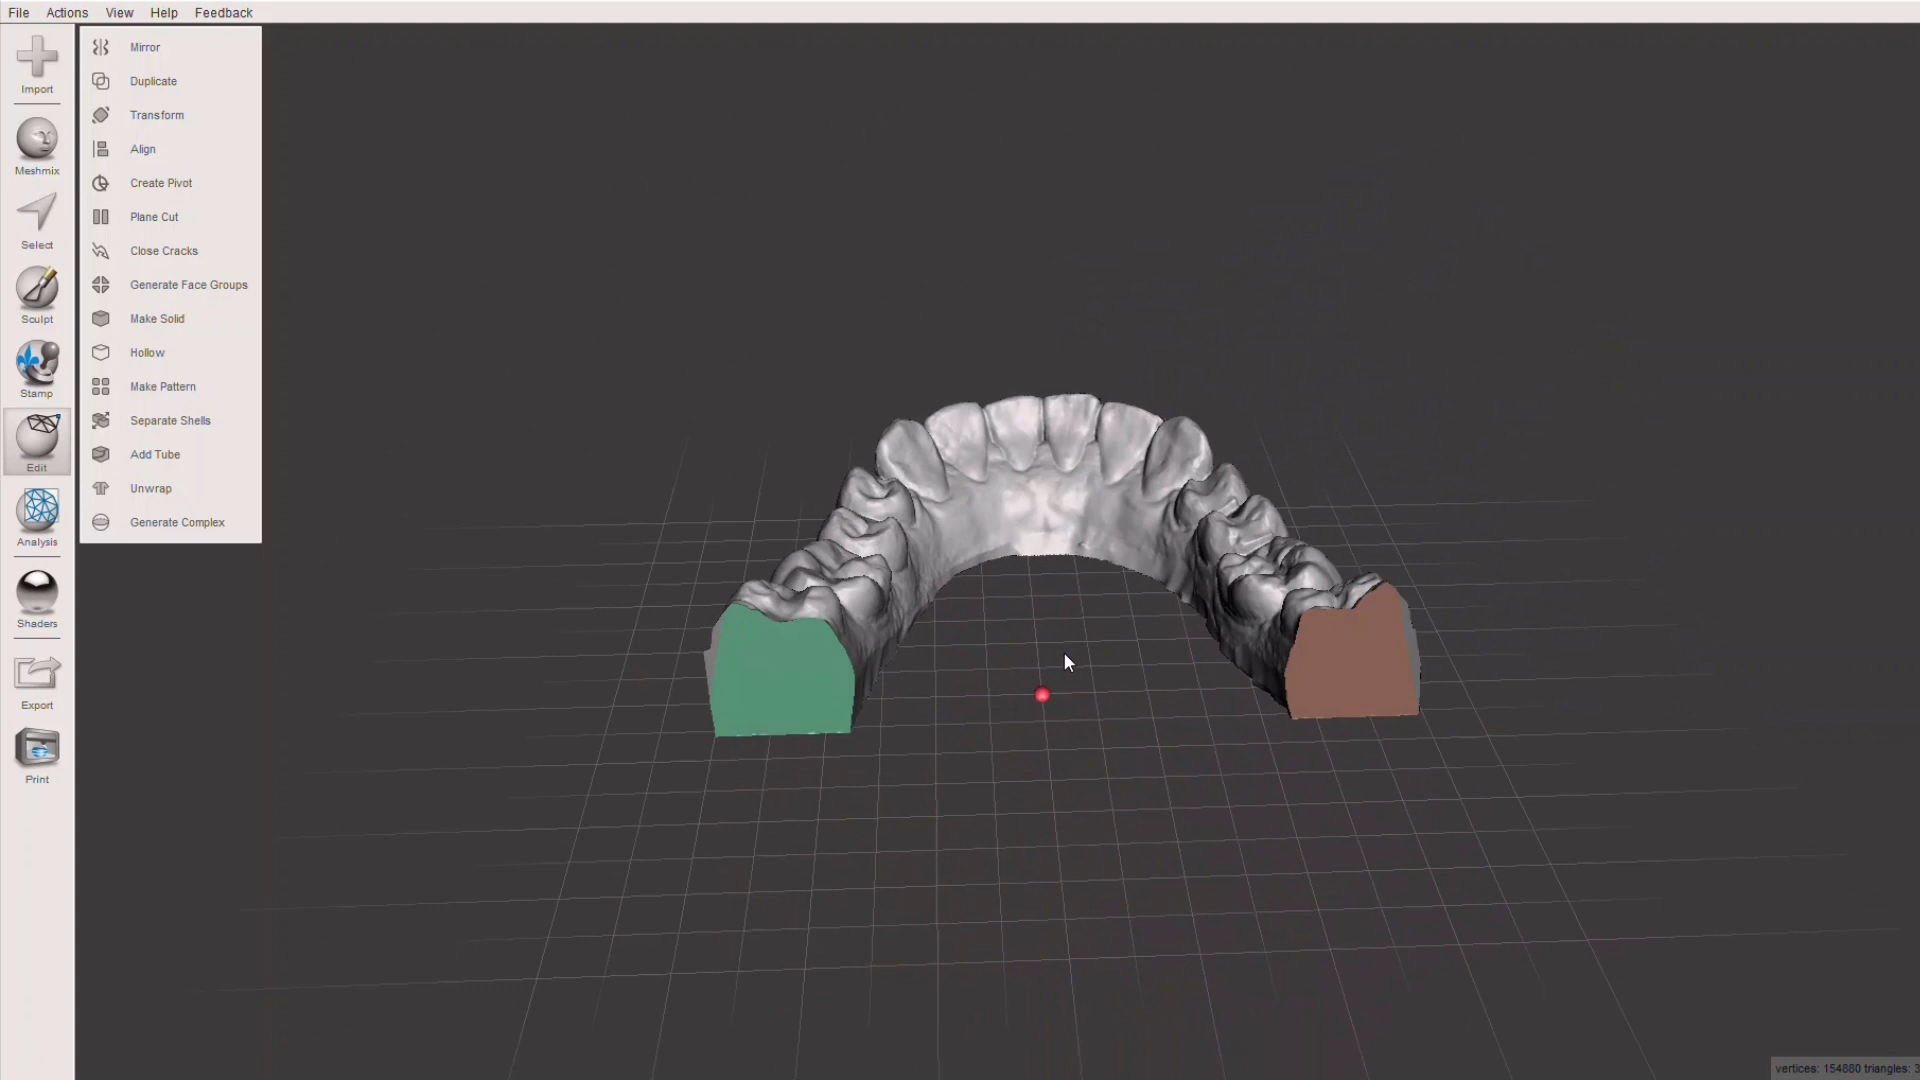 File Actions View Help Feedback
Import
Meshmix
Select
Sculpt
Stamp
Edit
Analysis
Shaders
Export
Print
Mirror
Duplicate
Transform
Align
Create Pivot
Plane Cut
Close Cracks
Generate Face Groups
Make Solid
Hollow
Make Pattern
Separate Shells
Add Tube
Unwrap
Generate Complex
vertices: 154880 triangles: 3